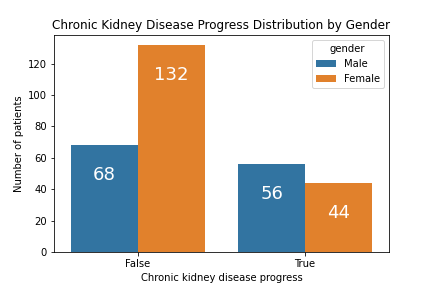 Chronic Kidney Disease Progress Distribution by Gender
gender
Male
Female
120
100
80
60
40
20
0
Number of patients
68
132
56
44
False
True
Chronic kidney disease progress